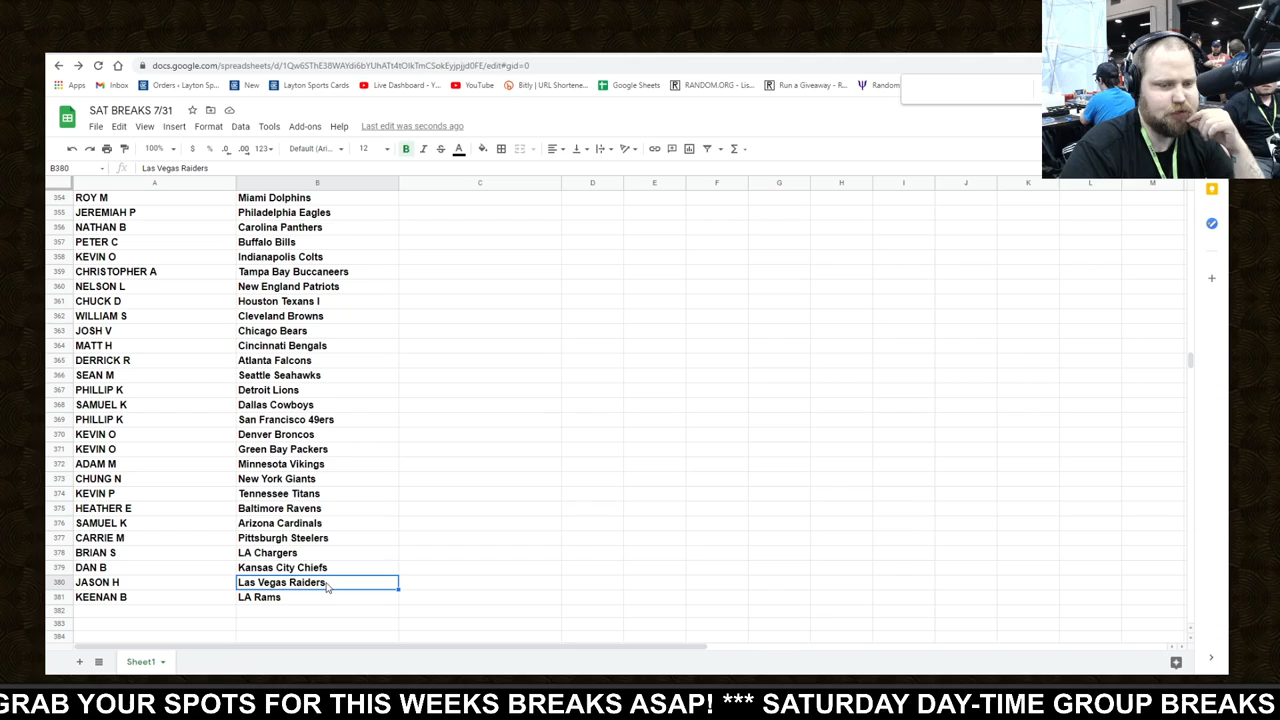 docs.google.com/spreadsheets/d/1Qw6SThE38WAYd6bYUhATt4tOIkTmCSokEyjpjjd0FE/edit#gid=0
Apps Inbox Orders ‹ Layton Sp... New Layton Sports Cards Live Dashboard - Y... YouTube Bitly | URL Shortene... Google Sheets RANDOM.ORG - Lis... Run a Giveaway - R... Random
SAT BREAKS 7/31
File Edit View Insert Format Data Tools Add-ons Help Last edit was seconds ago
100% $ % .0 .00 123 Default (Ari... 12 B I S A
B380 fx Las Vegas Raiders
A B C D E F G H I J K L M
354 ROY M Miami Dolphins
355 JEREMIAH P Philadelphia Eagles
356 NATHAN B Carolina Panthers
357 PETER C Buffalo Bills
358 KEVIN O Indianapolis Colts
359 CHRISTOPHER A Tampa Bay Buccaneers
360 NELSON L New England Patriots
361 CHUCK D Houston Texans I
362 WILLIAM S Cleveland Browns
363 JOSH V Chicago Bears
364 MATT H Cincinnati Bengals
365 DERRICK R Atlanta Falcons
366 SEAN M Seattle Seahawks
367 PHILLIP K Detroit Lions
368 SAMUEL K Dallas Cowboys
369 PHILLIP K San Francisco 49ers
370 KEVIN O Denver Broncos
371 KEVIN O Green Bay Packers
372 ADAM M Minnesota Vikings
373 CHUNG N New York Giants
374 KEVIN P Tennessee Titans
375 HEATHER E Baltimore Ravens
376 SAMUEL K Arizona Cardinals
377 CARRIE M Pittsburgh Steelers
378 BRIAN S LA Chargers
379 DAN B Kansas City Chiefs
380 JASON H Las Vegas Raiders
381 KEENAN B LA Rams
382
383
384
Sheet1
GRAB YOUR SPOTS FOR THIS WEEKS BREAKS ASAP! *** SATURDAY DAY-TIME GROUP BREAKS